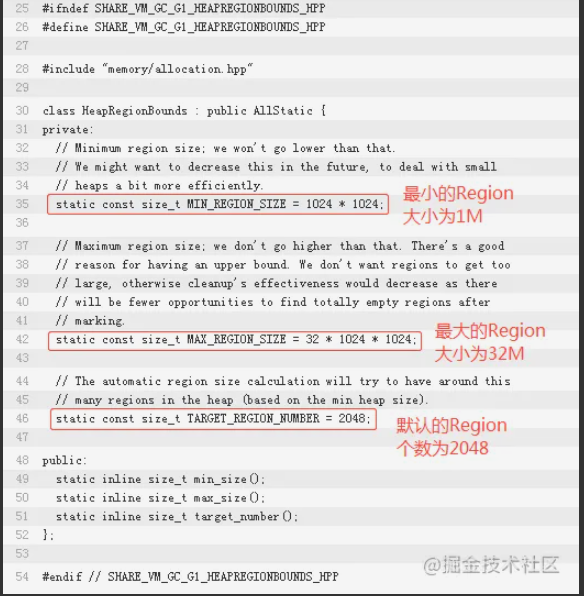 25 #ifndef SHARE_VM_GC_G1_HEAPREGIONBOUNDS_HPP
26 #define SHARE_VM_GC_G1_HEAPREGIONBOUNDS_HPP
27
28 #include "memory/allocation.hpp"
29
30 class HeapRegionBounds : public AllStatic {
31 private:
32 // Minimum region size; we won't go lower than that.
33 // We might want to decrease this in the future, to deal with small
34 // heaps a bit more efficiently.
35 static const size_t MIN_REGION_SIZE = 1024 * 1024;
最小的Region
大小为1M
36
37 // Maximum region size; we don't go higher than that. There's a good
38 // reason for having an upper bound. We don't want regions to get too
39 // large, otherwise cleanup's effectiveness would decrease as there
40 // will be fewer opportunities to find totally empty regions after
41 // marking.
42 static const size_t MAX_REGION_SIZE = 32 * 1024 * 1024;
最大的Region
大小为32M
43
44 // The automatic region size calculation will try to have around this
45 // many regions in the heap (based on the min heap size).
46 static const size_t TARGET_REGION_NUMBER = 2048;
默认的Region
个数为2048
47
48 public:
49 static inline size_t min_size();
50 static inline size_t max_size();
51 static inline size_t target_number();
52 };
53
54 #endif // SHARE_VM_GC_G1_HEAPREGIONBOUNDS_HPP
@掘金技术社区